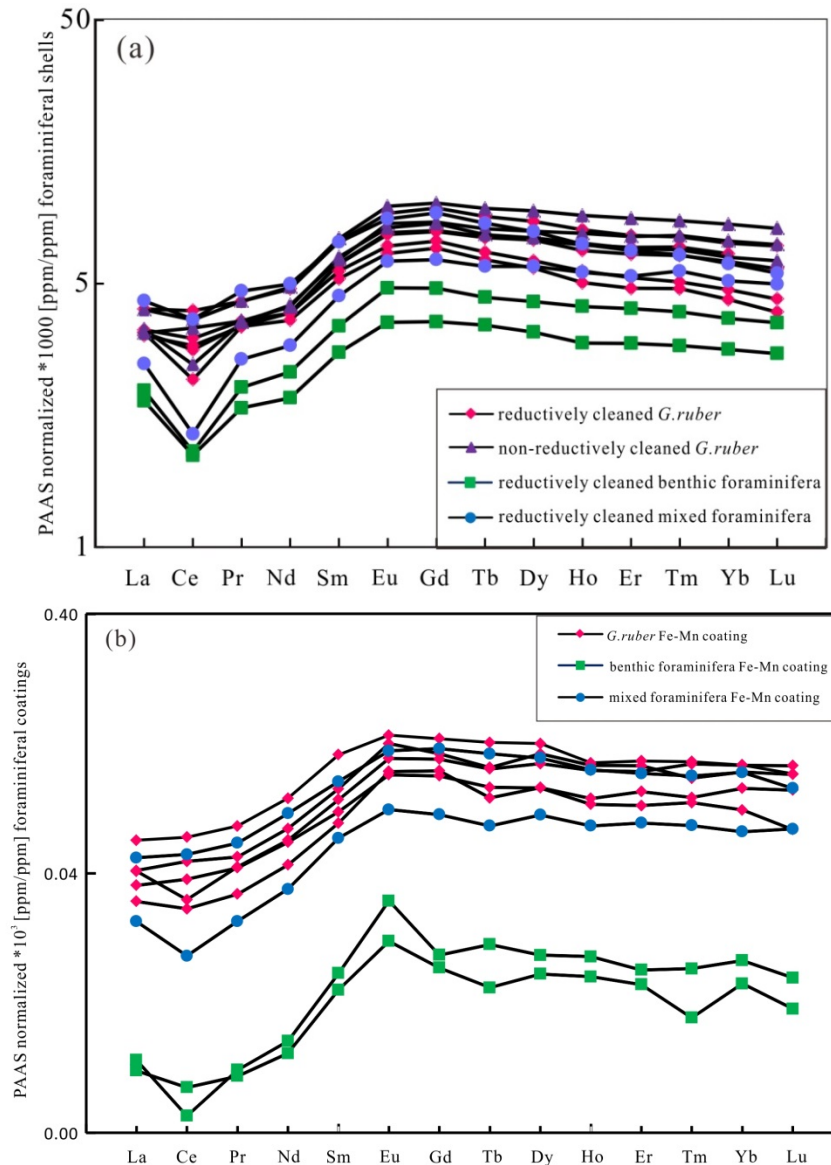 50
(a)
PAAS normalized *1000 [ppm/ppm] foraminiferal shells
5
reductively cleaned G.ruber
non-reductively cleaned G.ruber
reductively cleaned benthic foraminifera
reductively cleaned mixed foraminifera
1
La Ce Pr Nd Sm Eu Gd Tb Dy Ho Er Tm Yb Lu
0.40
(b)
G.ruber Fe-Mn coating
benthic foraminifera Fe-Mn coating
mixed foraminifera Fe-Mn coating
PAAS normalized *10³ [ppm/ppm] foraminiferal coatings
0.04
0.00
La Ce Pr Nd Sm Eu Gd Tb Dy Ho Er Tm Yb Lu